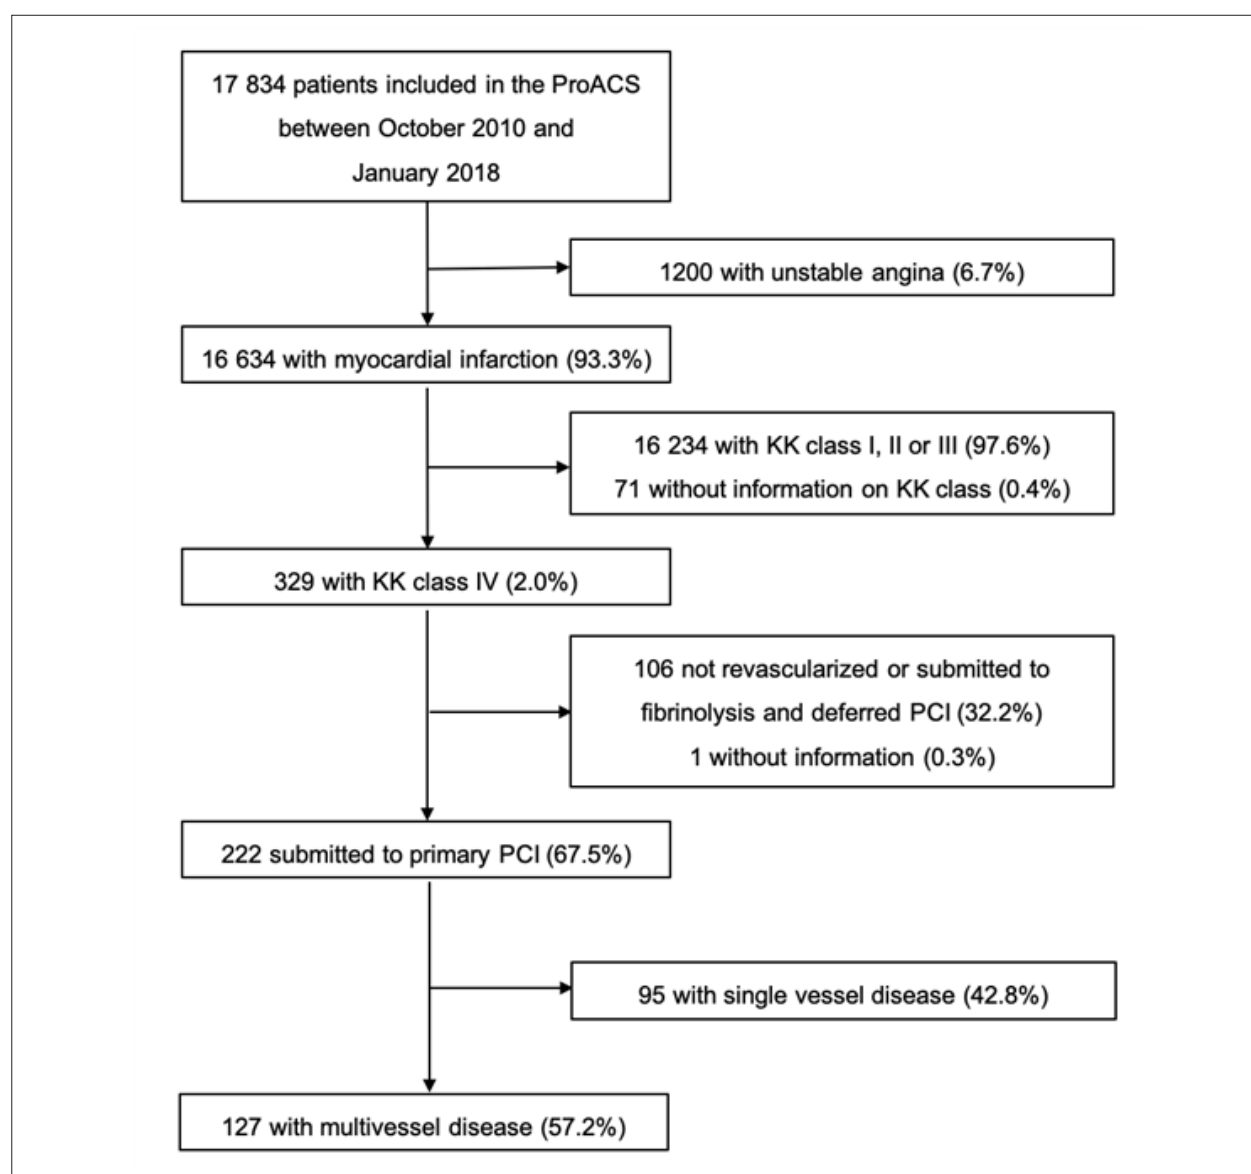 17 834 patients included in the ProACS
between October 2010 and
January 2018
1200 with unstable angina (6.7%)
16 634 with myocardial infarction (93.3%)
16 234 with KK class I, II or III (97.6%)
71 without information on KK class (0.4%)
329 with KK class IV (2.0%)
106 not revascularized or submitted to
fibrinolysis and deferred PCI (32.2%)
1 without information (0.3%)
222 submitted to primary PCI (67.5%)
95 with single vessel disease (42.8%)
127 with multivessel disease (57.2%)